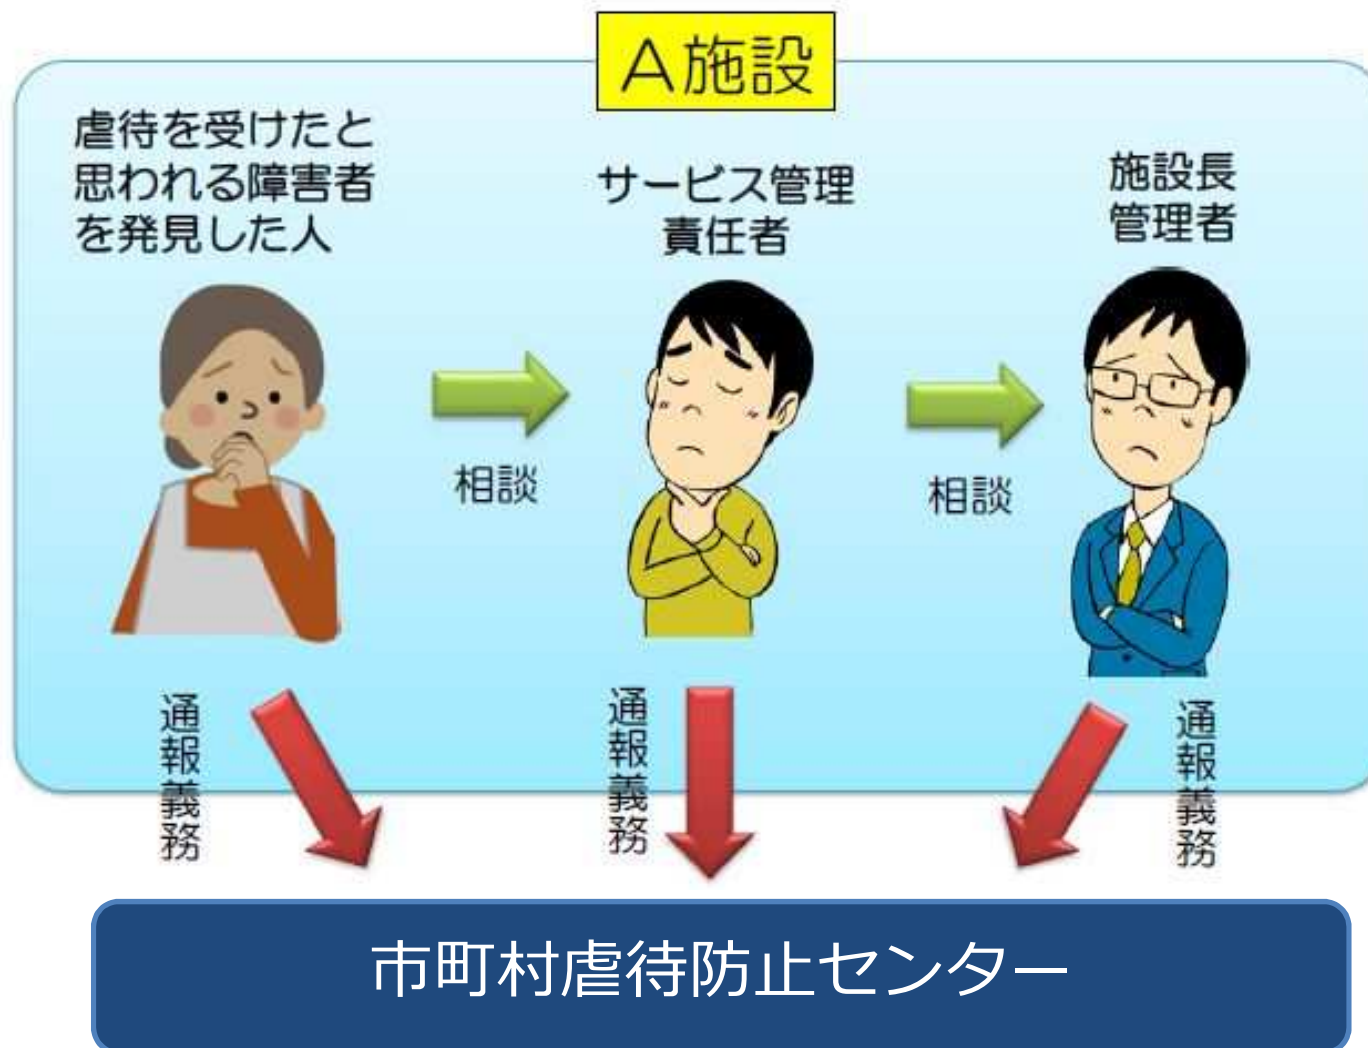 A施設
虐待を受けたと
思われる障害者
を発見した人
サービス管理
責任者
施設長
管理者
相談
相談
通報義務
通報義務
通報義務
市町村虐待防止センター